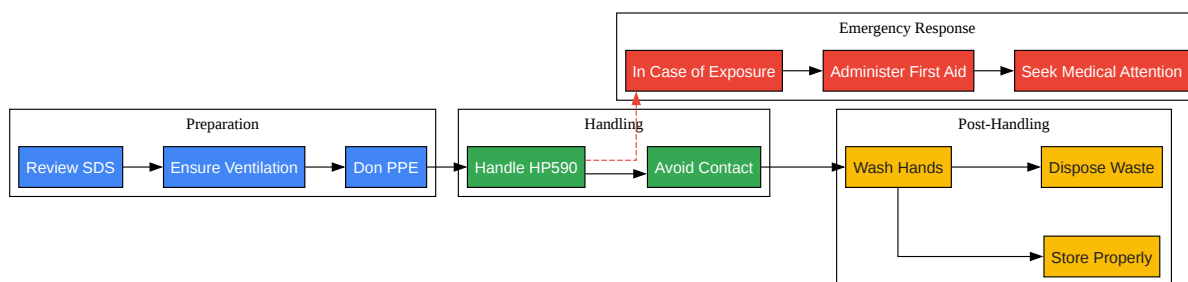 Emergency Response
In Case of Exposure
Administer First Aid
Seek Medical Attention
Preparation
Review SDS
Ensure Ventilation
Don PPE
Handling
Handle HP590
Avoid Contact
Post-Handling
Wash Hands
Dispose Waste
Store Properly